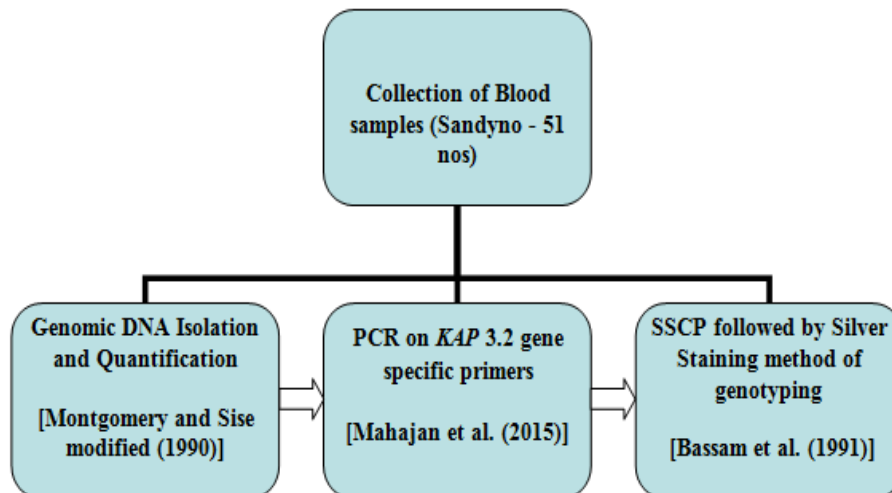 Collection of Blood
samples (Sandyno - 51
nos)
Genomic DNA Isolation
and Quantification
[Montgomery and Sise
modified (1990)]
PCR on KAP 3.2 gene
specific primers
[Mahajan et al. (2015)]
SSCP followed by Silver
Staining method of
genotyping
[Bassam et al. (1991)]